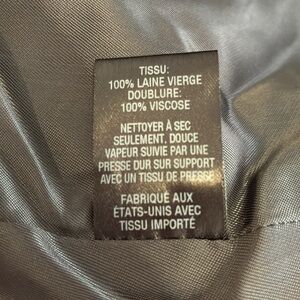 TISSU:
100% LAINE VIERGE
DOUBLURE:
100% VISCOSE
NETTOYER À SEC
SEULEMENT. DOUCE
VAPEUR SUIVIE PAR UNE
PRESSE DUR SUR SUPPORT
AVEC UN TISSU DE PRESSE
FABRIQUÉ AUX
ÉTATS-UNIS AVEC
TISSU IMPORTÉ